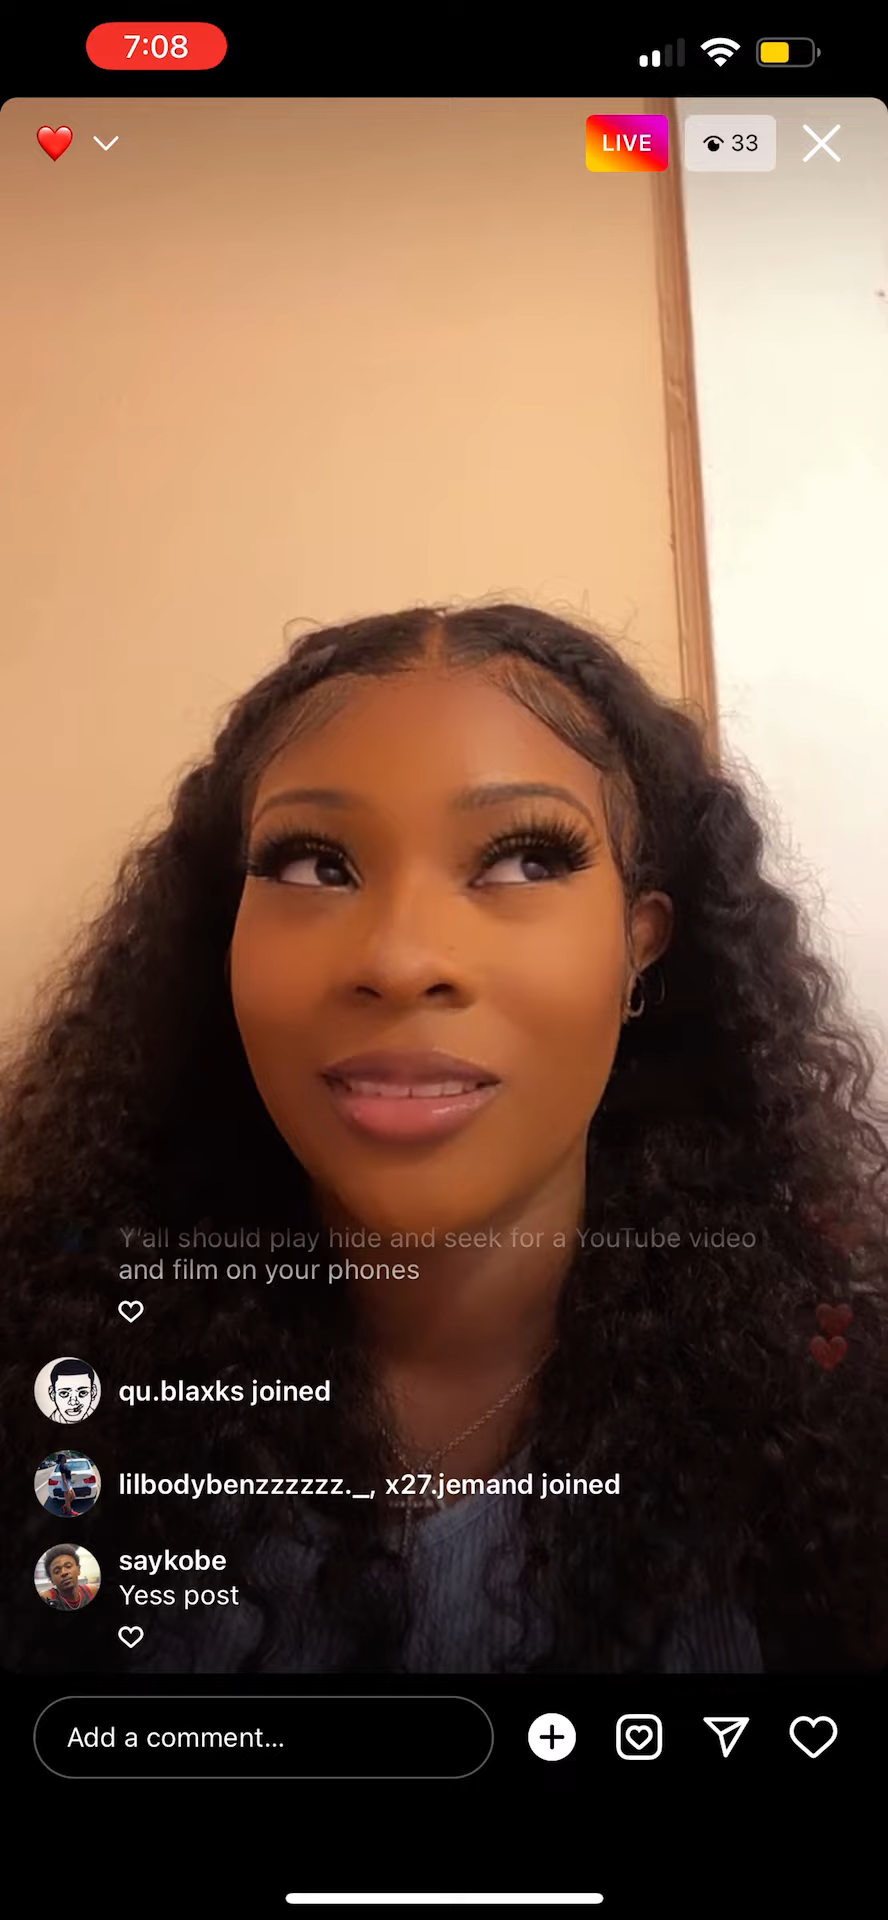 7:08
LIVE
33
Y'all should play hide and seek for a YouTube video
and film on your phones
qu.blaxks joined
lilbodybenzzzzzz._, x27.jemand joined
saykobe
Yess post
Add a comment...